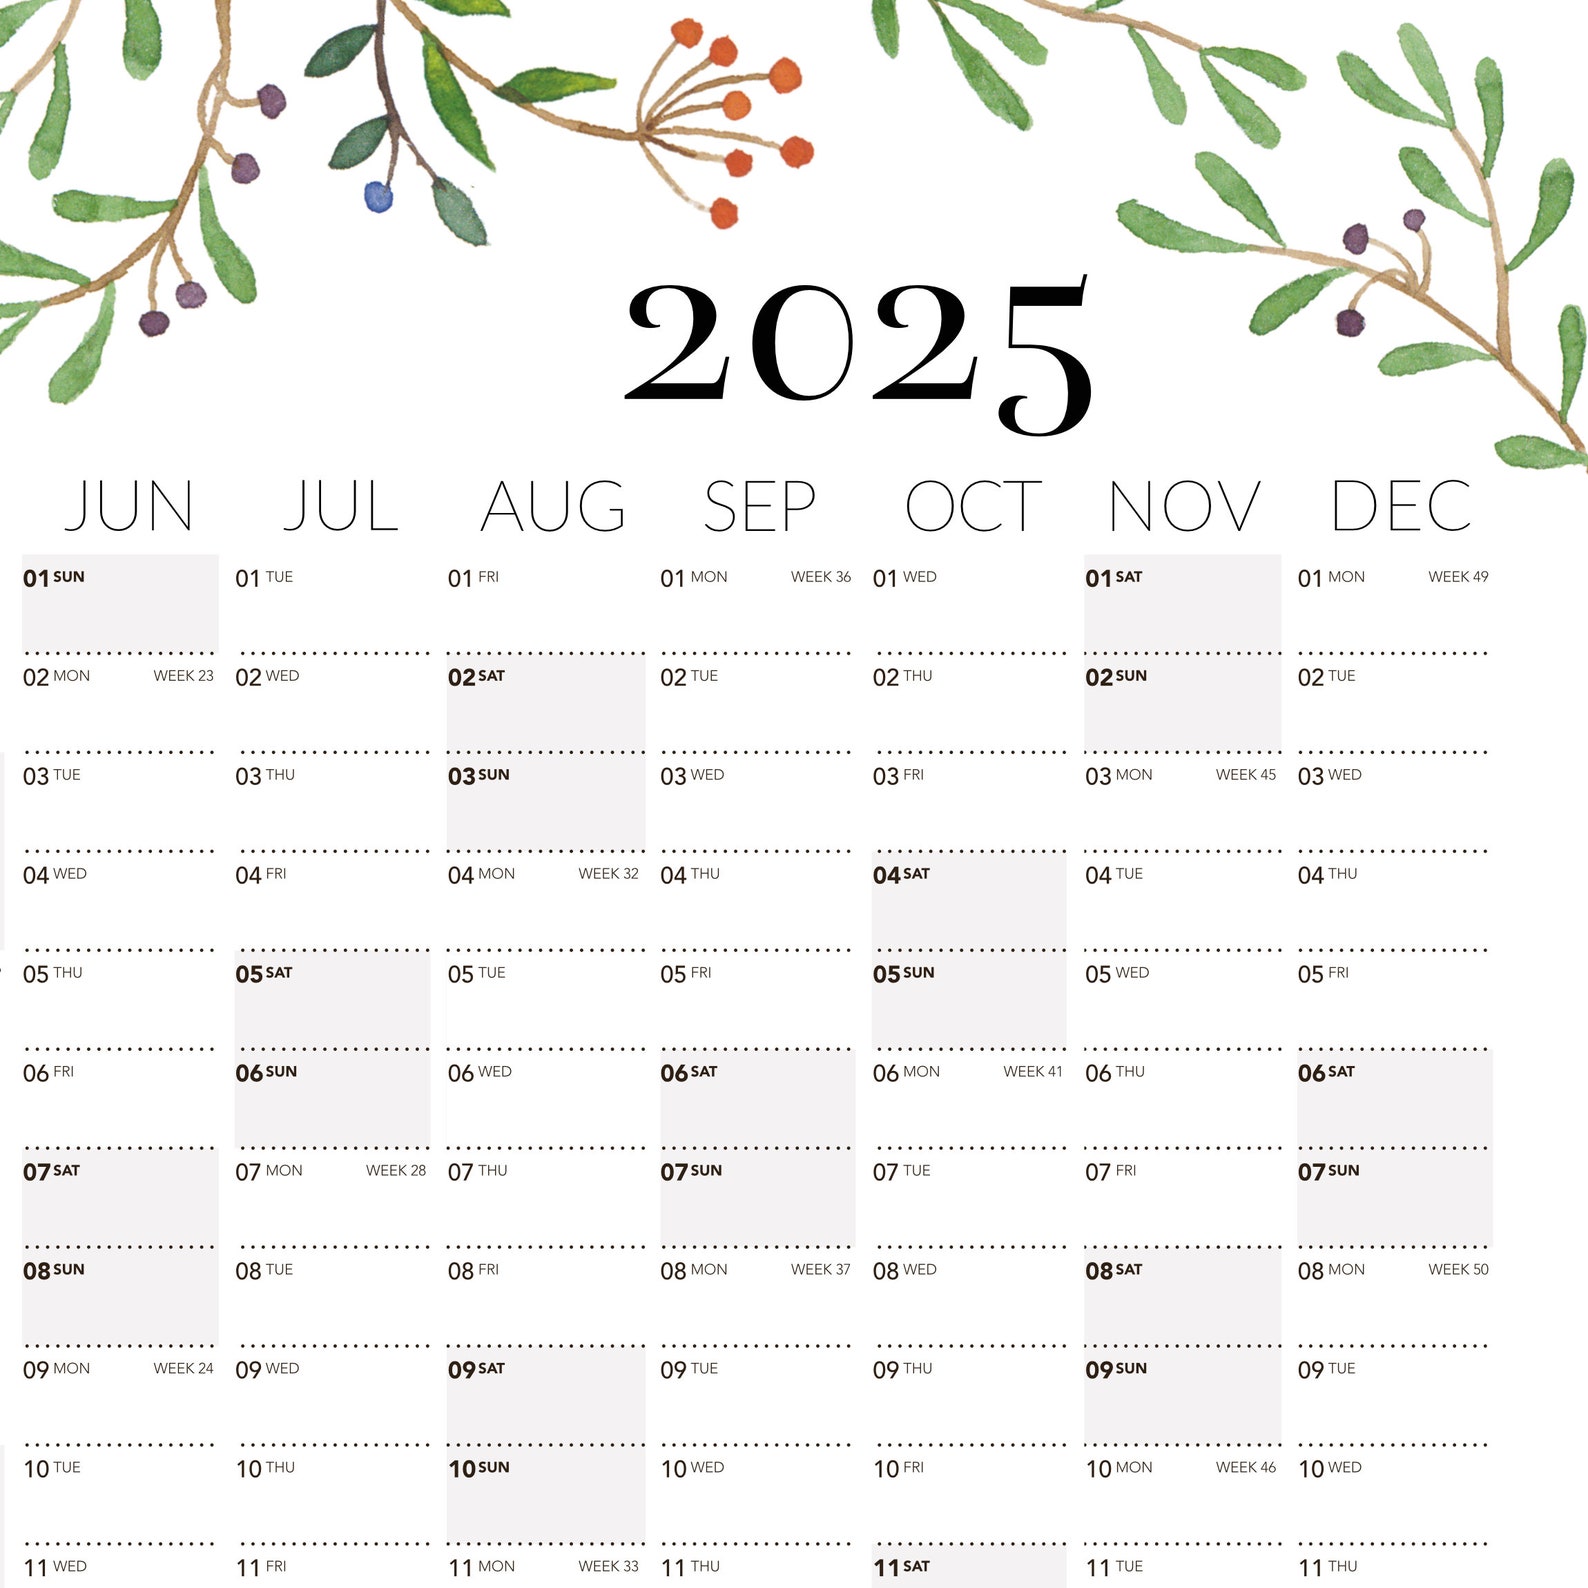 2025
JUN JUL AUG SEP OCT NOV DEC
01 SUN 01 TUE 01 FRI 01 MON WEEK 36 01 WED 01 SAT 01 MON WEEK 49
02 MON WEEK 23 02 WED 02 SAT 02 TUE 02 THU 02 SUN 02 TUE
03 TUE 03 THU 03 SUN 03 WED 03 FRI 03 MON WEEK 45 03 WED
04 WED 04 FRI 04 MON WEEK 32 04 THU 04 SAT 04 TUE 04 THU
05 THU 05 SAT 05 TUE 05 FRI 05 SUN 05 WED 05 FRI
06 FRI 06 SUN 06 WED 06 SAT 06 MON WEEK 41 06 THU 06 SAT
07 SAT 07 MON WEEK 28 07 THU 07 SUN 07 TUE 07 FRI 07 SUN
08 SUN 08 TUE 08 FRI 08 MON WEEK 37 08 WED 08 SAT 08 MON WEEK 50
09 MON WEEK 24 09 WED 09 SAT 09 TUE 09 THU 09 SUN 09 TUE
10 TUE 10 THU 10 SUN 10 WED 10 FRI 10 MON WEEK 46 10 WED
11 WED 11 FRI 11 MON WEEK 33 11 THU 11 SAT 11 TUE 11 THU